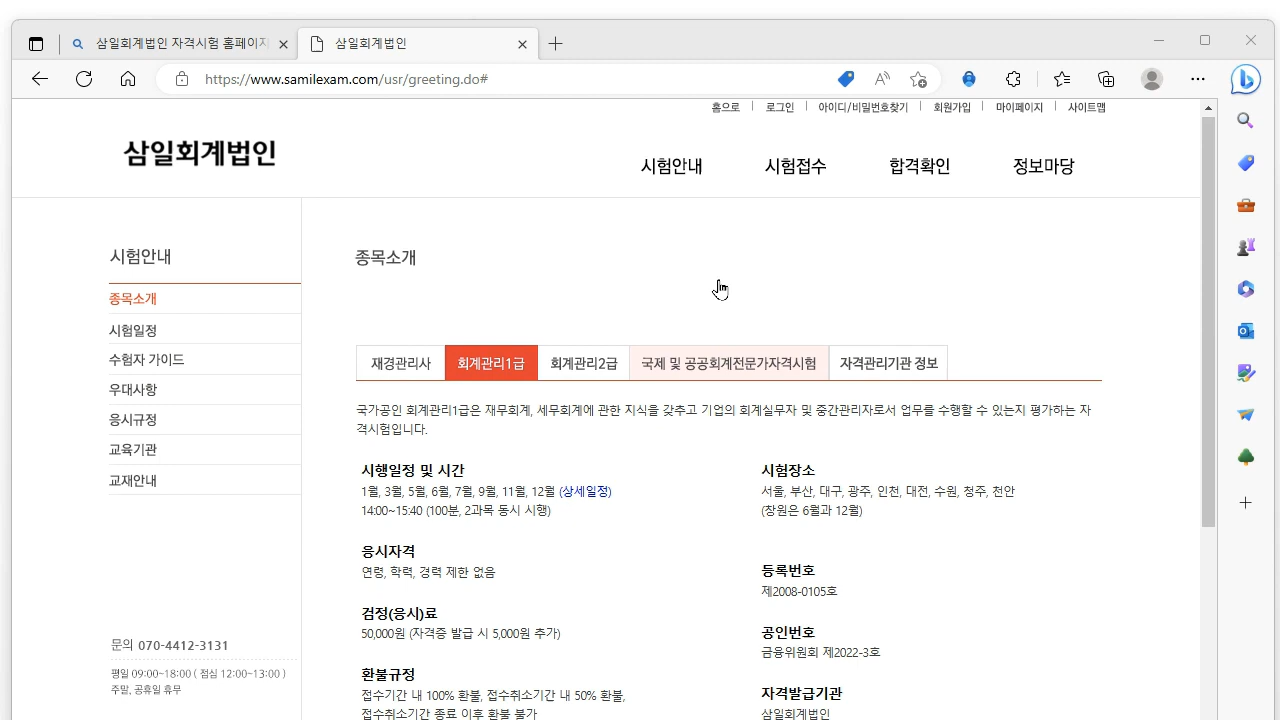 삼일회계법인 자격시험 홈페이지
삼일회계법인
https://www.samilexam.com/usr/greeting.do#
홈으로
로그인
아이디/비밀번호찾기
회원가입
마이페이지
사이트맵
삼일회계법인
시험안내
시험접수
합격확인
정보마당
시험안내
종목소개
시험일정
수험자 가이드
우대사항
응시규정
교육기관
교재안내
문의 070-4412-3131
평일 09:00~18:00 ( 점심 12:00~13:00 )
주말, 공휴일 휴무
종목소개
재경관리사
회계관리1급
회계관리2급
국제 및 공공회계전문가자격시험
자격관리기관 정보
국가공인 회계관리1급은 재무회계, 세무회계에 관한 지식을 갖추고 기업의 회계실무자 및 중간관리자로서 업무를 수행할 수 있는지 평가하는 자
격시험입니다.
시행일정 및 시간
1월, 3월, 5월, 6월, 7월, 9월, 11월, 12월 (상세일정)
14:00~15:40 (100분, 2과목 동시 시행)
응시자격
연령, 학력, 경력 제한 없음
검정(응시)료
50,000원 (자격증 발급 시 5,000원 추가)
환불규정
접수기간 내 100% 환불, 접수취소기간 내 50% 환불,
접수취소기간 종료 이후 환불 불가
시험장소
서울, 부산, 대구, 광주, 인천, 대전, 수원, 청주, 천안
(창원은 6월과 12월)
등록번호
제2008-0105호
공인번호
금융위원회 제2022-3호
자격발급기관
삼일회계법인